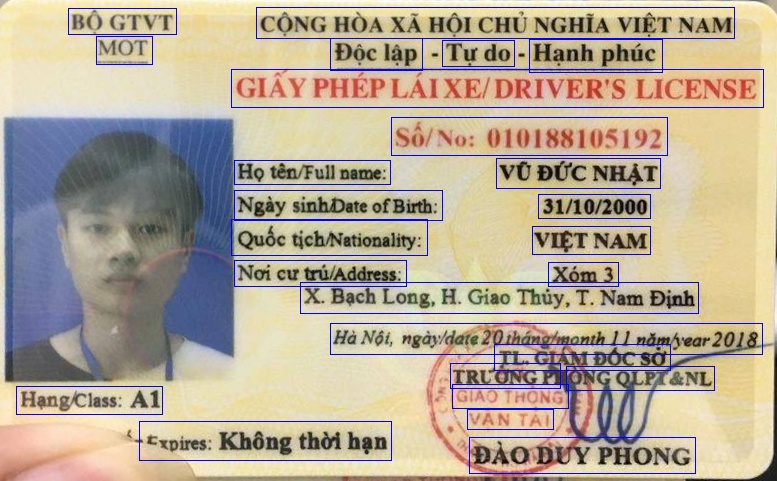 BỘ GTVT
MOT
CỘNG HÒA XÃ HỘI CHỦ NGHĨA VIỆT NAM
Độc lập - Tự do - Hạnh phúc
GIẤY PHÉP LÁI XE/ DRIVER'S LICENSE
Số/No: 010188105192
Họ tên/Full name: VŨ ĐỨC NHẬT
Ngày sinh/Date of Birth: 31/10/2000
Quốc tịch/Nationality: VIỆT NAM
Nơi cư trú/Address: Xóm 3
X. Bạch Long, H. Giao Thủy, T. Nam Định
Hà Nội, ngày/date 20 tháng/month 11 năm/year 2018
TL. GIÁM ĐỐC SỞ
TRƯỞNG PHÒNG QLPT&NL
GIAO THÔNG
VẬN TẢI
Hạng/Class: A1
Expires: Không thời hạn
ĐÀO DUY PHONG